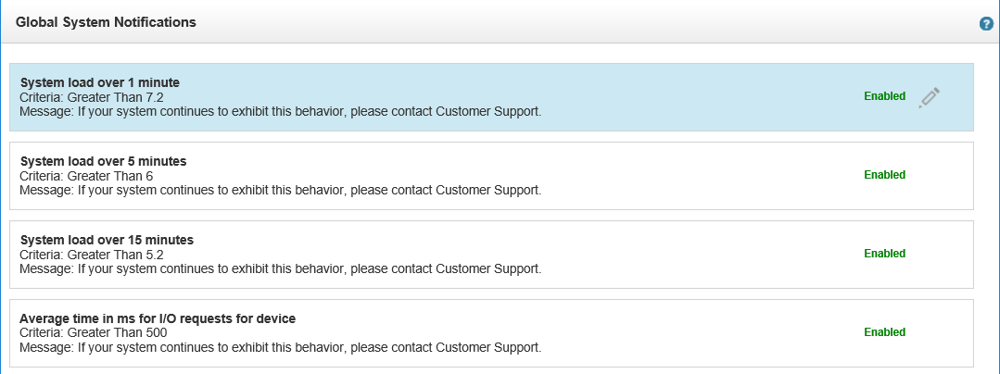 Global System Notifications
?
System load over 1 minute
Criteria: Greater Than 7.2
Message: If your system continues to exhibit this behavior, please contact Customer Support.
Enabled
System load over 5 minutes
Criteria: Greater Than 6
Message: If your system continues to exhibit this behavior, please contact Customer Support.
Enabled
System load over 15 minutes
Criteria: Greater Than 5.2
Message: If your system continues to exhibit this behavior, please contact Customer Support.
Enabled
Average time in ms for I/O requests for device
Criteria: Greater Than 500
Message: If your system continues to exhibit this behavior, please contact Customer Support.
Enabled